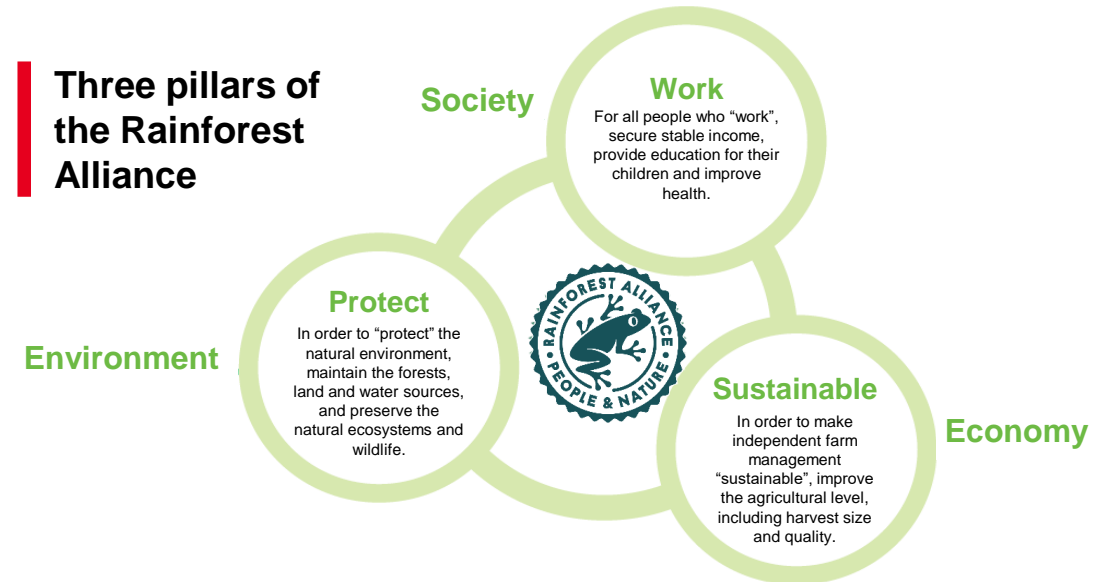 Three pillars of
the Rainforest
Alliance
Society
Work
For all people who “work”,
secure stable income,
provide education for their
children and improve
health.
Environment
Protect
In order to “protect” the
natural environment,
maintain the forests,
land and water sources,
and preserve the
natural ecosystems and
wildlife.
RAINFOREST ALLIANCE
• PEOPLE & NATURE •
Sustainable
In order to make
independent farm
management
“sustainable”, improve
the agricultural level,
including harvest size
and quality.
Economy